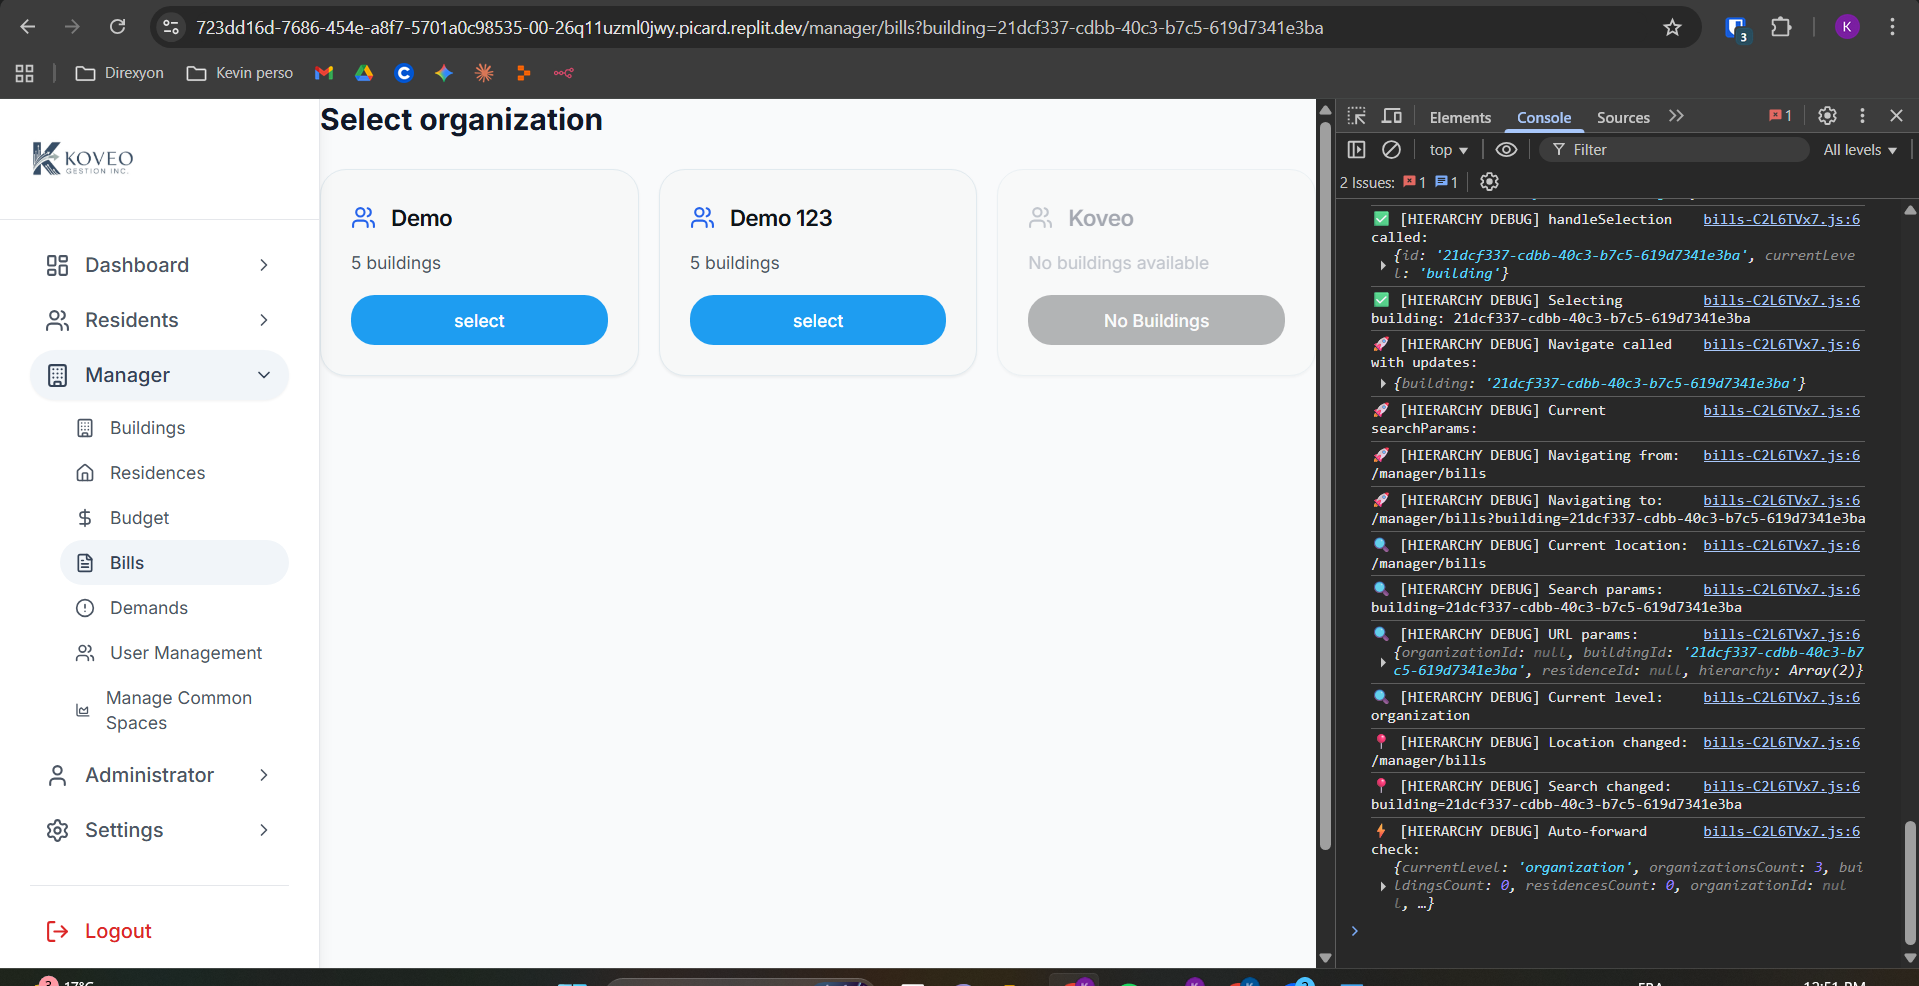 723dd16d-7686-454e-a8f7-5701a0c98535-00-26q11uzml0jwy.picard.replit.dev/manager/bills?building=21dcf337-cdbb-40c3-b7c5-619d7341e3ba
3
K
Direxyon
Kevin perso
KOVEO
GESTION INC.
Dashboard
Residents
Manager
Buildings
Residences
Budget
Bills
Demands
User Management
Manage Common
Spaces
Administrator
Settings
Logout
Select organization
Demo
5 buildings
select
Demo 123
5 buildings
select
Koveo
No buildings available
No Buildings
Elements
Console
Sources
1
top
Filter
All levels
2 Issues: 1 1
[HIERARCHY DEBUG] handleSelection bills-C2L6TVx7.js:6
called:
{id: '21dcf337-cdbb-40c3-b7c5-619d7341e3ba', currentLeve
l: 'building'}
[HIERARCHY DEBUG] Selecting bills-C2L6TVx7.js:6
building: 21dcf337-cdbb-40c3-b7c5-619d7341e3ba
[HIERARCHY DEBUG] Navigate called bills-C2L6TVx7.js:6
with updates:
{building: '21dcf337-cdbb-40c3-b7c5-619d7341e3ba'}
[HIERARCHY DEBUG] Current bills-C2L6TVx7.js:6
searchParams:
[HIERARCHY DEBUG] Navigating from: bills-C2L6TVx7.js:6
/manager/bills
[HIERARCHY DEBUG] Navigating to: bills-C2L6TVx7.js:6
/manager/bills?building=21dcf337-cdbb-40c3-b7c5-619d7341e3ba
[HIERARCHY DEBUG] Current location: bills-C2L6TVx7.js:6
/manager/bills
[HIERARCHY DEBUG] Search params: bills-C2L6TVx7.js:6
building=21dcf337-cdbb-40c3-b7c5-619d7341e3ba
[HIERARCHY DEBUG] URL params: bills-C2L6TVx7.js:6
{organizationId: null, buildingId: '21dcf337-cdbb-40c3-b7
c5-619d7341e3ba', residenceId: null, hierarchy: Array(2)}
[HIERARCHY DEBUG] Current level: bills-C2L6TVx7.js:6
organization
[HIERARCHY DEBUG] Location changed: bills-C2L6TVx7.js:6
/manager/bills
[HIERARCHY DEBUG] Search changed: bills-C2L6TVx7.js:6
building=21dcf337-cdbb-40c3-b7c5-619d7341e3ba
[HIERARCHY DEBUG] Auto-forward bills-C2L6TVx7.js:6
check:
{currentLevel: 'organization', organizationsCount: 3, bui
ldingsCount: 0, residencesCount: 0, organizationId: nul
l, …}
17°C
12:51 PM